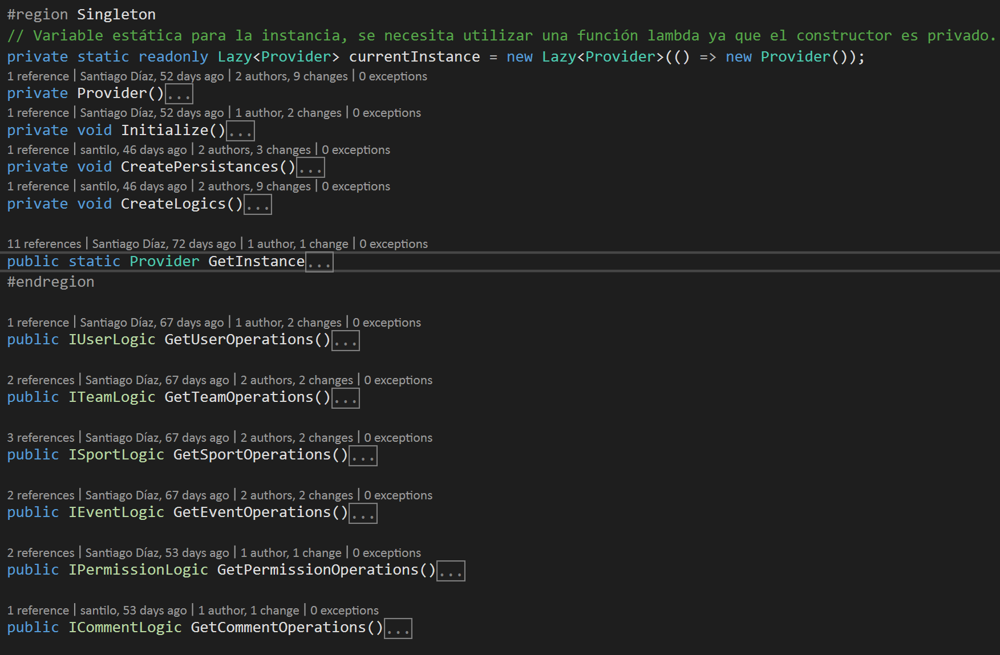 #region Singleton
// Variable estática para la instancia, se necesita utilizar una función lambda ya que el constructor es privado.
private static readonly Lazy<Provider> currentInstance = new Lazy<Provider>(() => new Provider());
1 reference | Santiago Díaz, 52 days ago | 2 authors, 9 changes | 0 exceptions
private Provider()...
1 reference | Santiago Díaz, 52 days ago | 1 author, 2 changes | 0 exceptions
private void Initialize()...
1 reference | santilo, 46 days ago | 2 authors, 3 changes | 0 exceptions
private void CreatePersistances()...
1 reference | santilo, 46 days ago | 2 authors, 9 changes | 0 exceptions
private void CreateLogics()...
11 references | Santiago Díaz, 72 days ago | 1 author, 1 change | 0 exceptions
public static Provider GetInstance...
#endregion
1 reference | Santiago Díaz, 67 days ago | 1 author, 2 changes | 0 exceptions
public IUserLogic GetUserOperations()...
2 references | Santiago Díaz, 67 days ago | 2 authors, 2 changes | 0 exceptions
public ITeamLogic GetTeamOperations()...
3 references | Santiago Díaz, 67 days ago | 2 authors, 2 changes | 0 exceptions
public ISportLogic GetSportOperations()...
2 references | Santiago Díaz, 67 days ago | 2 authors, 2 changes | 0 exceptions
public IEventLogic GetEventOperations()...
2 references | Santiago Díaz, 53 days ago | 1 author, 1 change | 0 exceptions
public IPermissionLogic GetPermissionOperations()...
1 reference | santilo, 53 days ago | 1 author, 1 change | 0 exceptions
public ICommentLogic GetCommentOperations()...